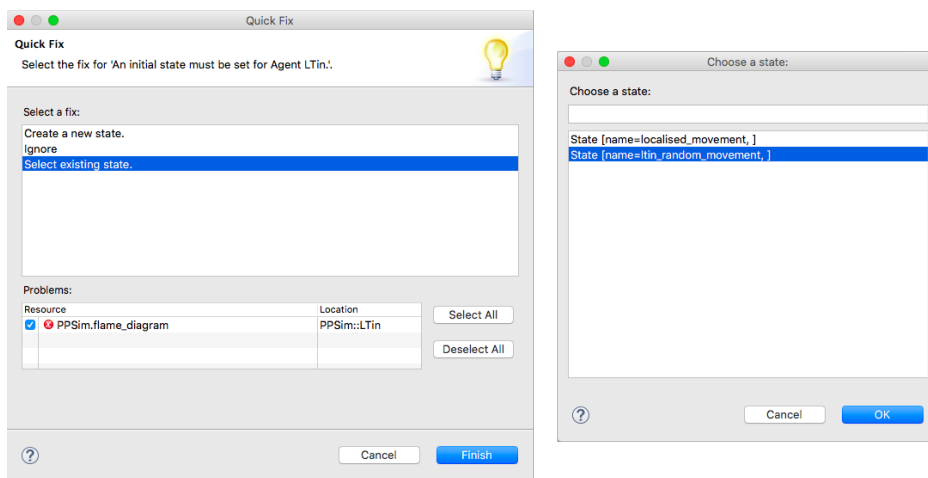 Quick Fix
Quick Fix
Select the fix for 'An initial state must be set for Agent LTin.'.
Select a fix:
Create a new state.
Ignore
Select existing state.
Problems:
Resource Location
PPSim.flame_diagram PPSim::LTin
Select All
Deselect All
? Cancel Finish
Choose a state:
Choose a state:
State [name=localised_movement, ]
State [name=ltin_random_movement, ]
? Cancel OK